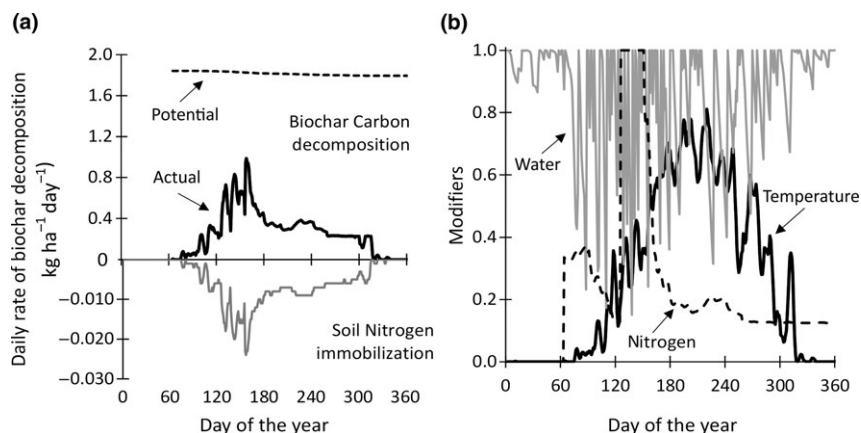 (a)
Daily rate of biochar decomposition
kg ha⁻¹ day⁻¹
2.0
1.6
1.2
0.8
0.4
0
−0.010
−0.020
−0.030
Potential
Biochar Carbon
decomposition
Actual
Soil Nitrogen
immobilization
0 60 120 180 240 300 360
Day of the year
(b)
Modifiers
1.0
0.8
0.6
0.4
0.2
0.0
Water
Temperature
Nitrogen
0 60 120 180 240 300 360
Day of the year